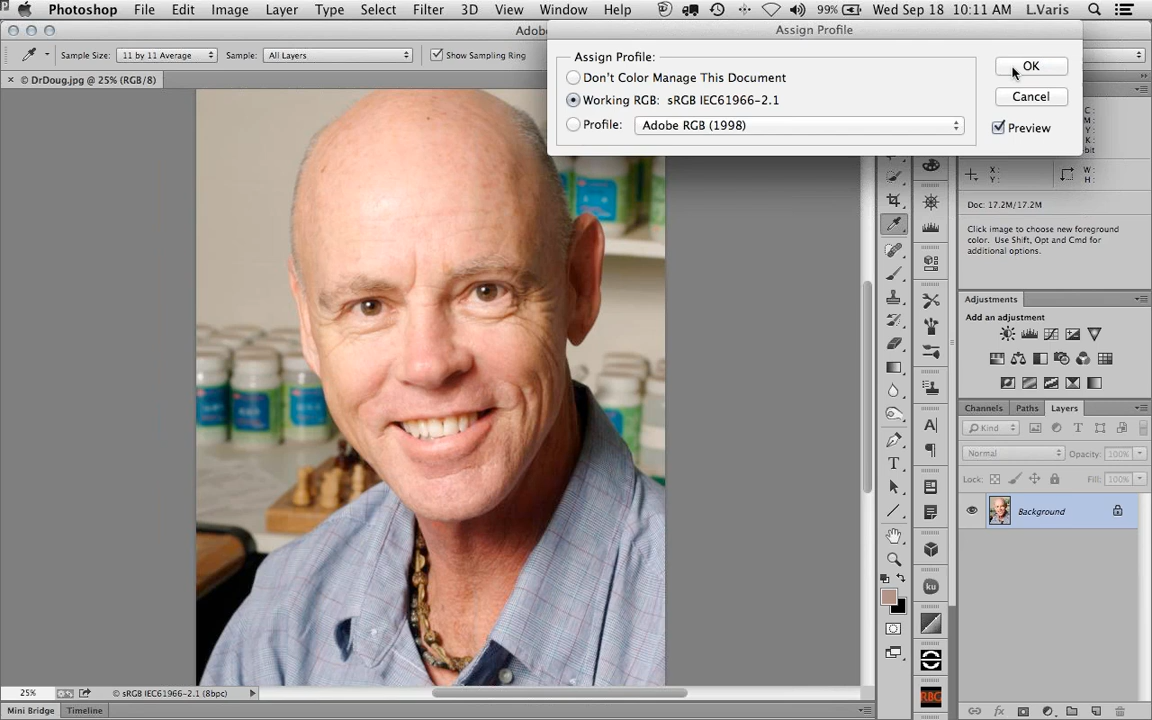 Photoshop File Edit Image Layer Type Select Filter 3D View Window Help 99% Wed Sep 18 10:11 AM L.Varis
Adob
Assign Profile
Sample Size: 11 by 11 Average Sample: All Layers Show Sampling Ring
Assign Profile:
Don't Color Manage This Document
Working RGB: sRGB IEC61966-2.1
Profile: Adobe RGB (1998)
OK
Cancel
Preview
× © DrDoug.jpg @ 25% (RGB/8)
C:
M:
Y:
K:
bit
X:
Y:
W:
H:
Doc: 17.2M/17.2M
Click image to choose new foreground
color. Use Shift, Opt and Cmd for
additional options.
Adjustments
Add an adjustment
Channels Paths Layers
Kind
Normal Opacity: 100%
Lock: Fill: 100%
Background
A
T
ku
RBG
25% © sRGB IEC61966-2.1 (8bpc)
Mini Bridge Timeline